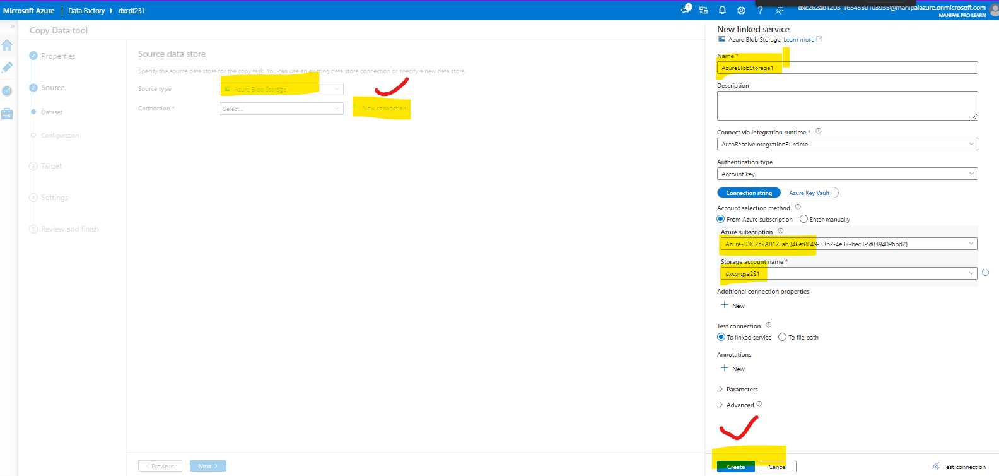 Microsoft Azure | Data Factory dxcdf231
1
?
dxc262ab1203_1654530103935@manipalazure.onmicrosoft.com
MANIPAL PRO LEARN
»
Copy Data tool
Properties
2 Source
Dataset
Configuration
3 Target
4 Settings
5 Review and finish
Source data store
Specify the source data store for the copy task. You can use an existing data store connection or specify a new data store.
Source type Azure Blob Storage
Connection * Select... + New connection
< Previous Next >
New linked service
Azure Blob Storage Learn more
Name *
AzureBlobStorage1
Description
Connect via integration runtime *
AutoResolveIntegrationRuntime
Authentication type
Account key
Connection string Azure Key Vault
Account selection method
From Azure subscription Enter manually
Azure subscription
Azure-DXC262AB12Lab (48ef8049-33b2-4e37-bec3-5f8394096bd2)
Storage account name *
dxcorgsa231
Additional connection properties
+ New
Test connection
To linked service To file path
Annotations
+ New
> Parameters
> Advanced
Create Cancel Test connection